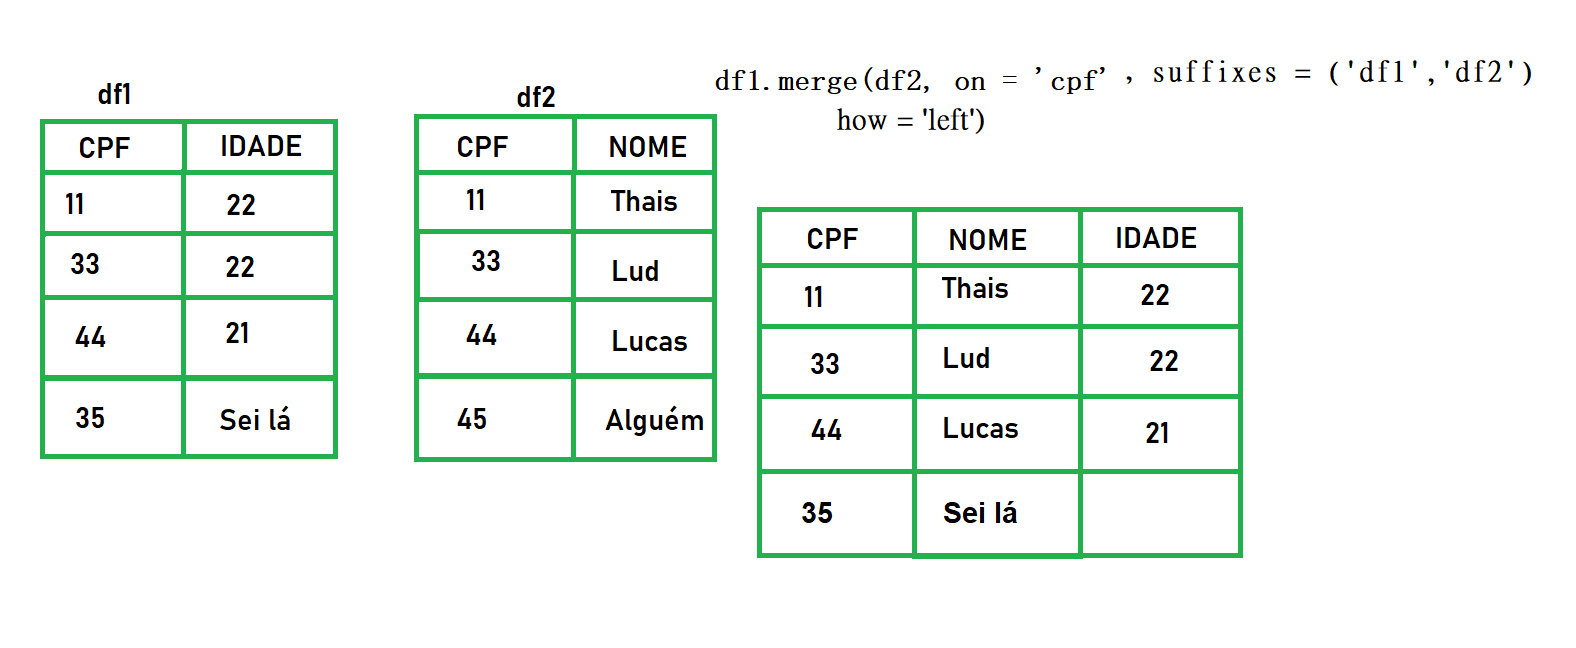 df1.merge(df2, on = 'cpf' , suffixes = ('df1','df2')
how = 'left')
df1
CPF IDADE
11 22
33 22
44 21
35 Sei lá
df2
CPF NOME
11 Thais
33 Lud
44 Lucas
45 Alguém
CPF NOME IDADE
11 Thais 22
33 Lud 22
44 Lucas 21
35 Sei lá